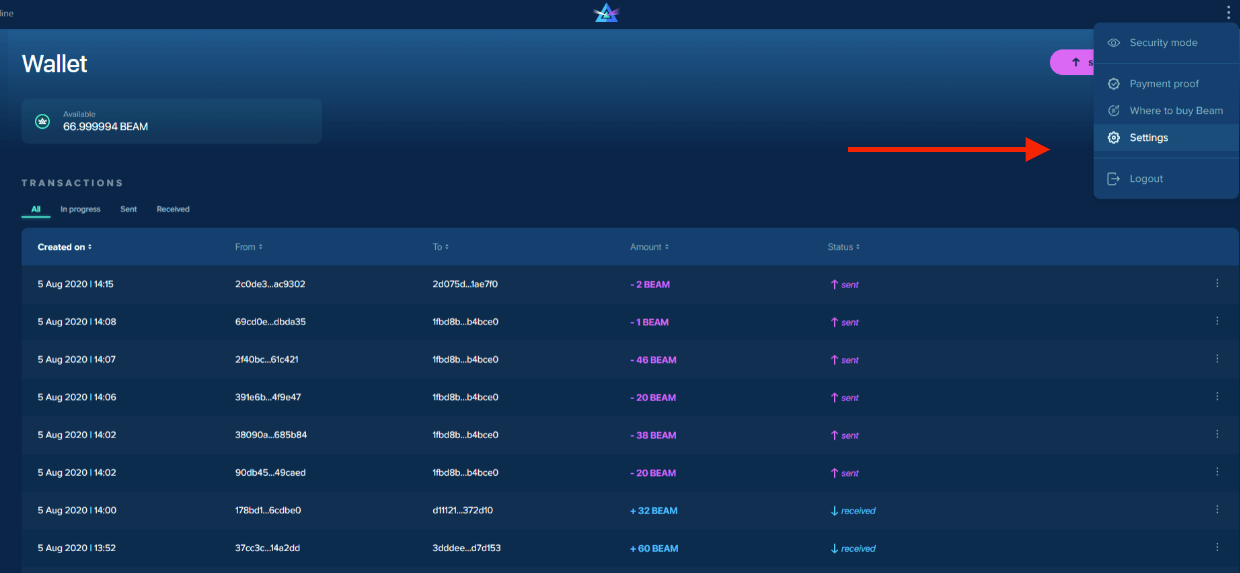 line
Security mode
Wallet
s
Payment proof
Available
66.999994 BEAM
Where to buy Beam
Settings
Logout
TRANSACTIONS
All In progress Sent Received
Created on From To Amount Status
5 Aug 2020 | 14:15 2c0de3...ac9302 2d075d...1ae7f0 - 2 BEAM sent
5 Aug 2020 | 14:08 69cd0e...dbda35 1fbd8b...b4bce0 - 1 BEAM sent
5 Aug 2020 | 14:07 2f40bc...61c421 1fbd8b...b4bce0 - 46 BEAM sent
5 Aug 2020 | 14:06 391e6b...4f9e47 1fbd8b...b4bce0 - 20 BEAM sent
5 Aug 2020 | 14:02 38090a...685b84 1fbd8b...b4bce0 - 38 BEAM sent
5 Aug 2020 | 14:02 90db45...49caed 1fbd8b...b4bce0 - 20 BEAM sent
5 Aug 2020 | 14:00 178bd1...6cdbe0 d11121...372d10 + 32 BEAM received
5 Aug 2020 | 13:52 37cc3c...14a2dd 3dddee...d7d153 + 60 BEAM received